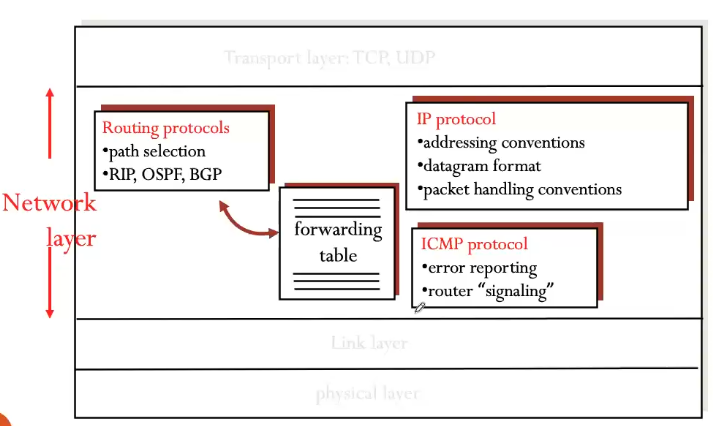 Transport layer: TCP, UDP
Routing protocols
•path selection
•RIP, OSPF, BGP
IP protocol
•addressing conventions
•datagram format
•packet handling conventions
Network
layer
forwarding
table
ICMP protocol
•error reporting
•router “signaling”
Link layer
physical layer